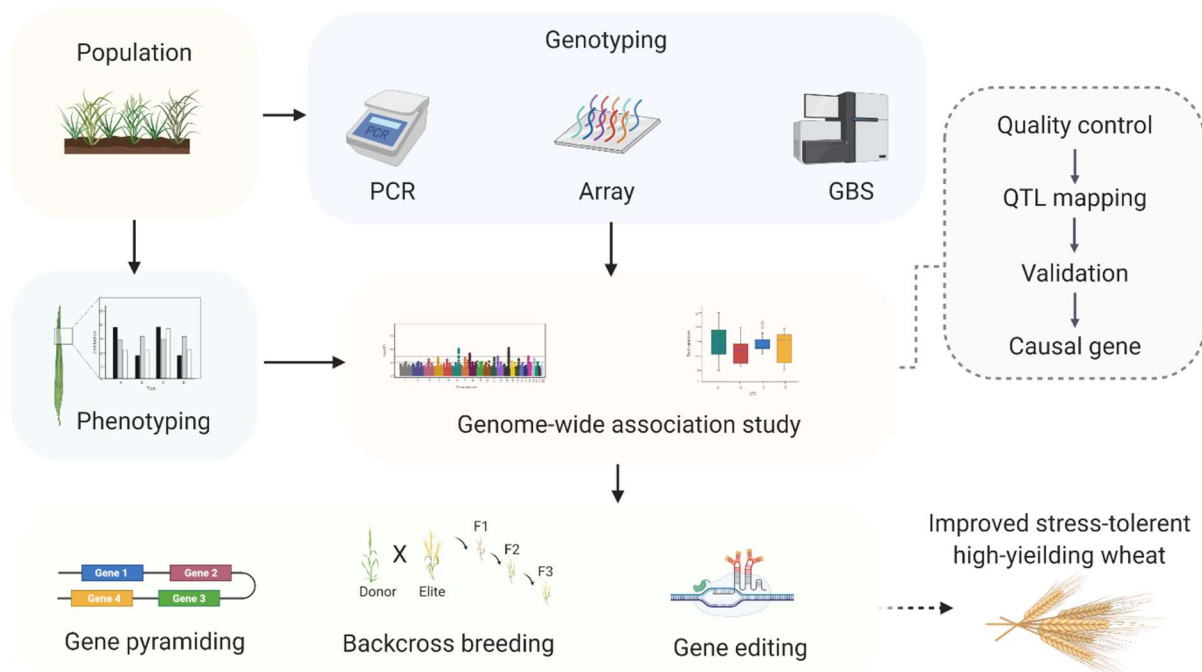 Population
Genotyping
PCR
PCR
Array
GBS
Quality control
QTL mapping
Validation
Causal gene
Phenotyping
Genome-wide association study
Gene 1
Gene 2
Gene 4
Gene 3
Gene pyramiding
X
Donor
Elite
F1
F2
F3
Backcross breeding
Gene editing
Improved stress-tolerent
high-yieilding wheat